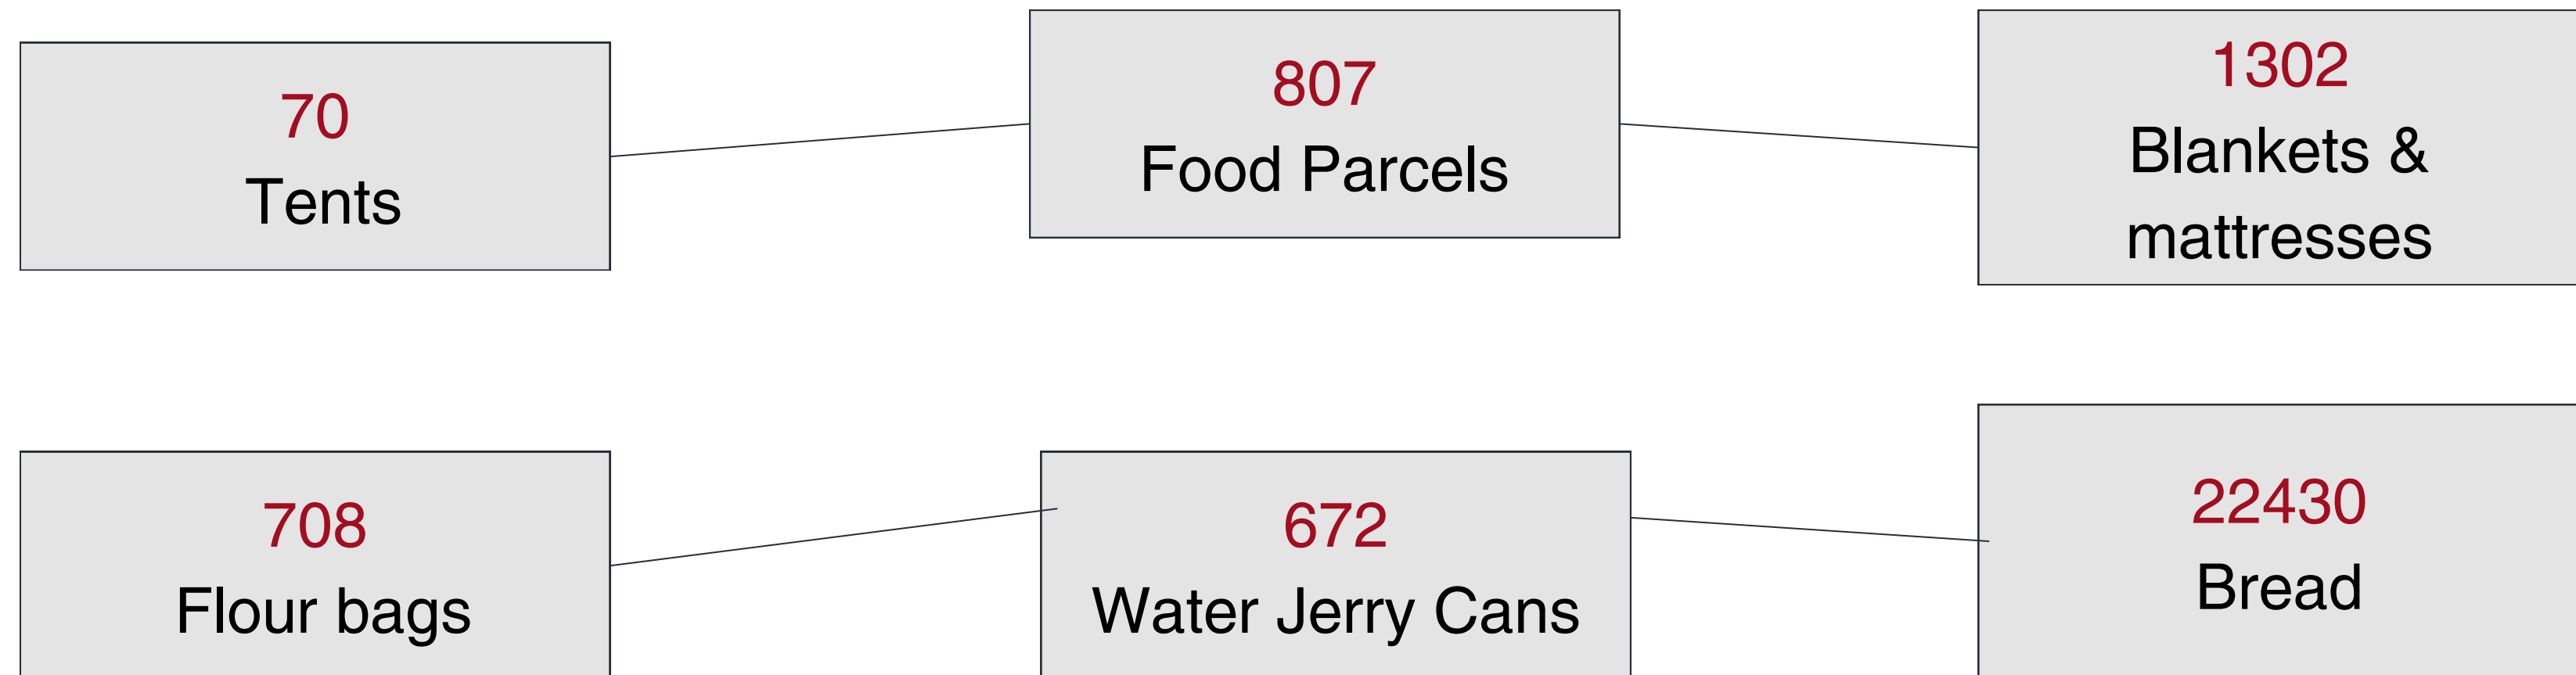 70
Tents
807
Food Parcels
1302
Blankets &
mattresses
708
Flour bags
672
Water Jerry Cans
22430
Bread